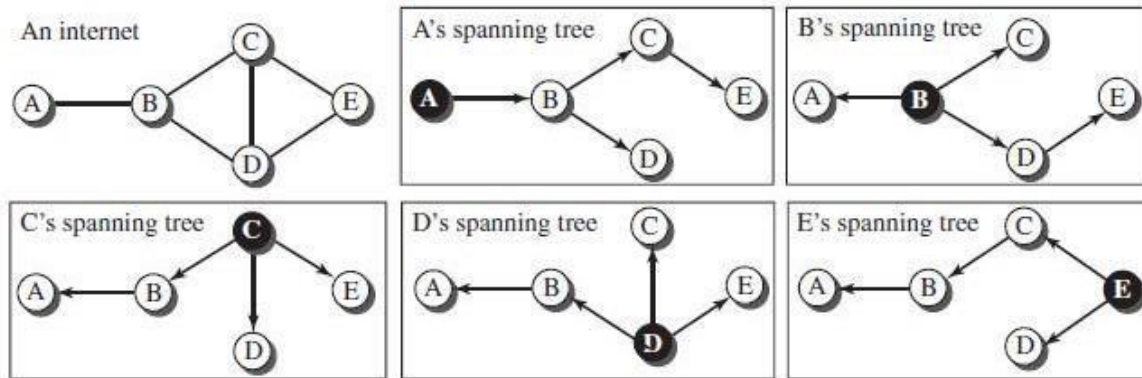 An internet
A
B
C
D
E
A's spanning tree
A
B
C
D
E
B's spanning tree
A
B
C
D
E
C's spanning tree
A
B
C
D
E
D's spanning tree
A
B
C
D
E
E's spanning tree
A
B
C
D
E